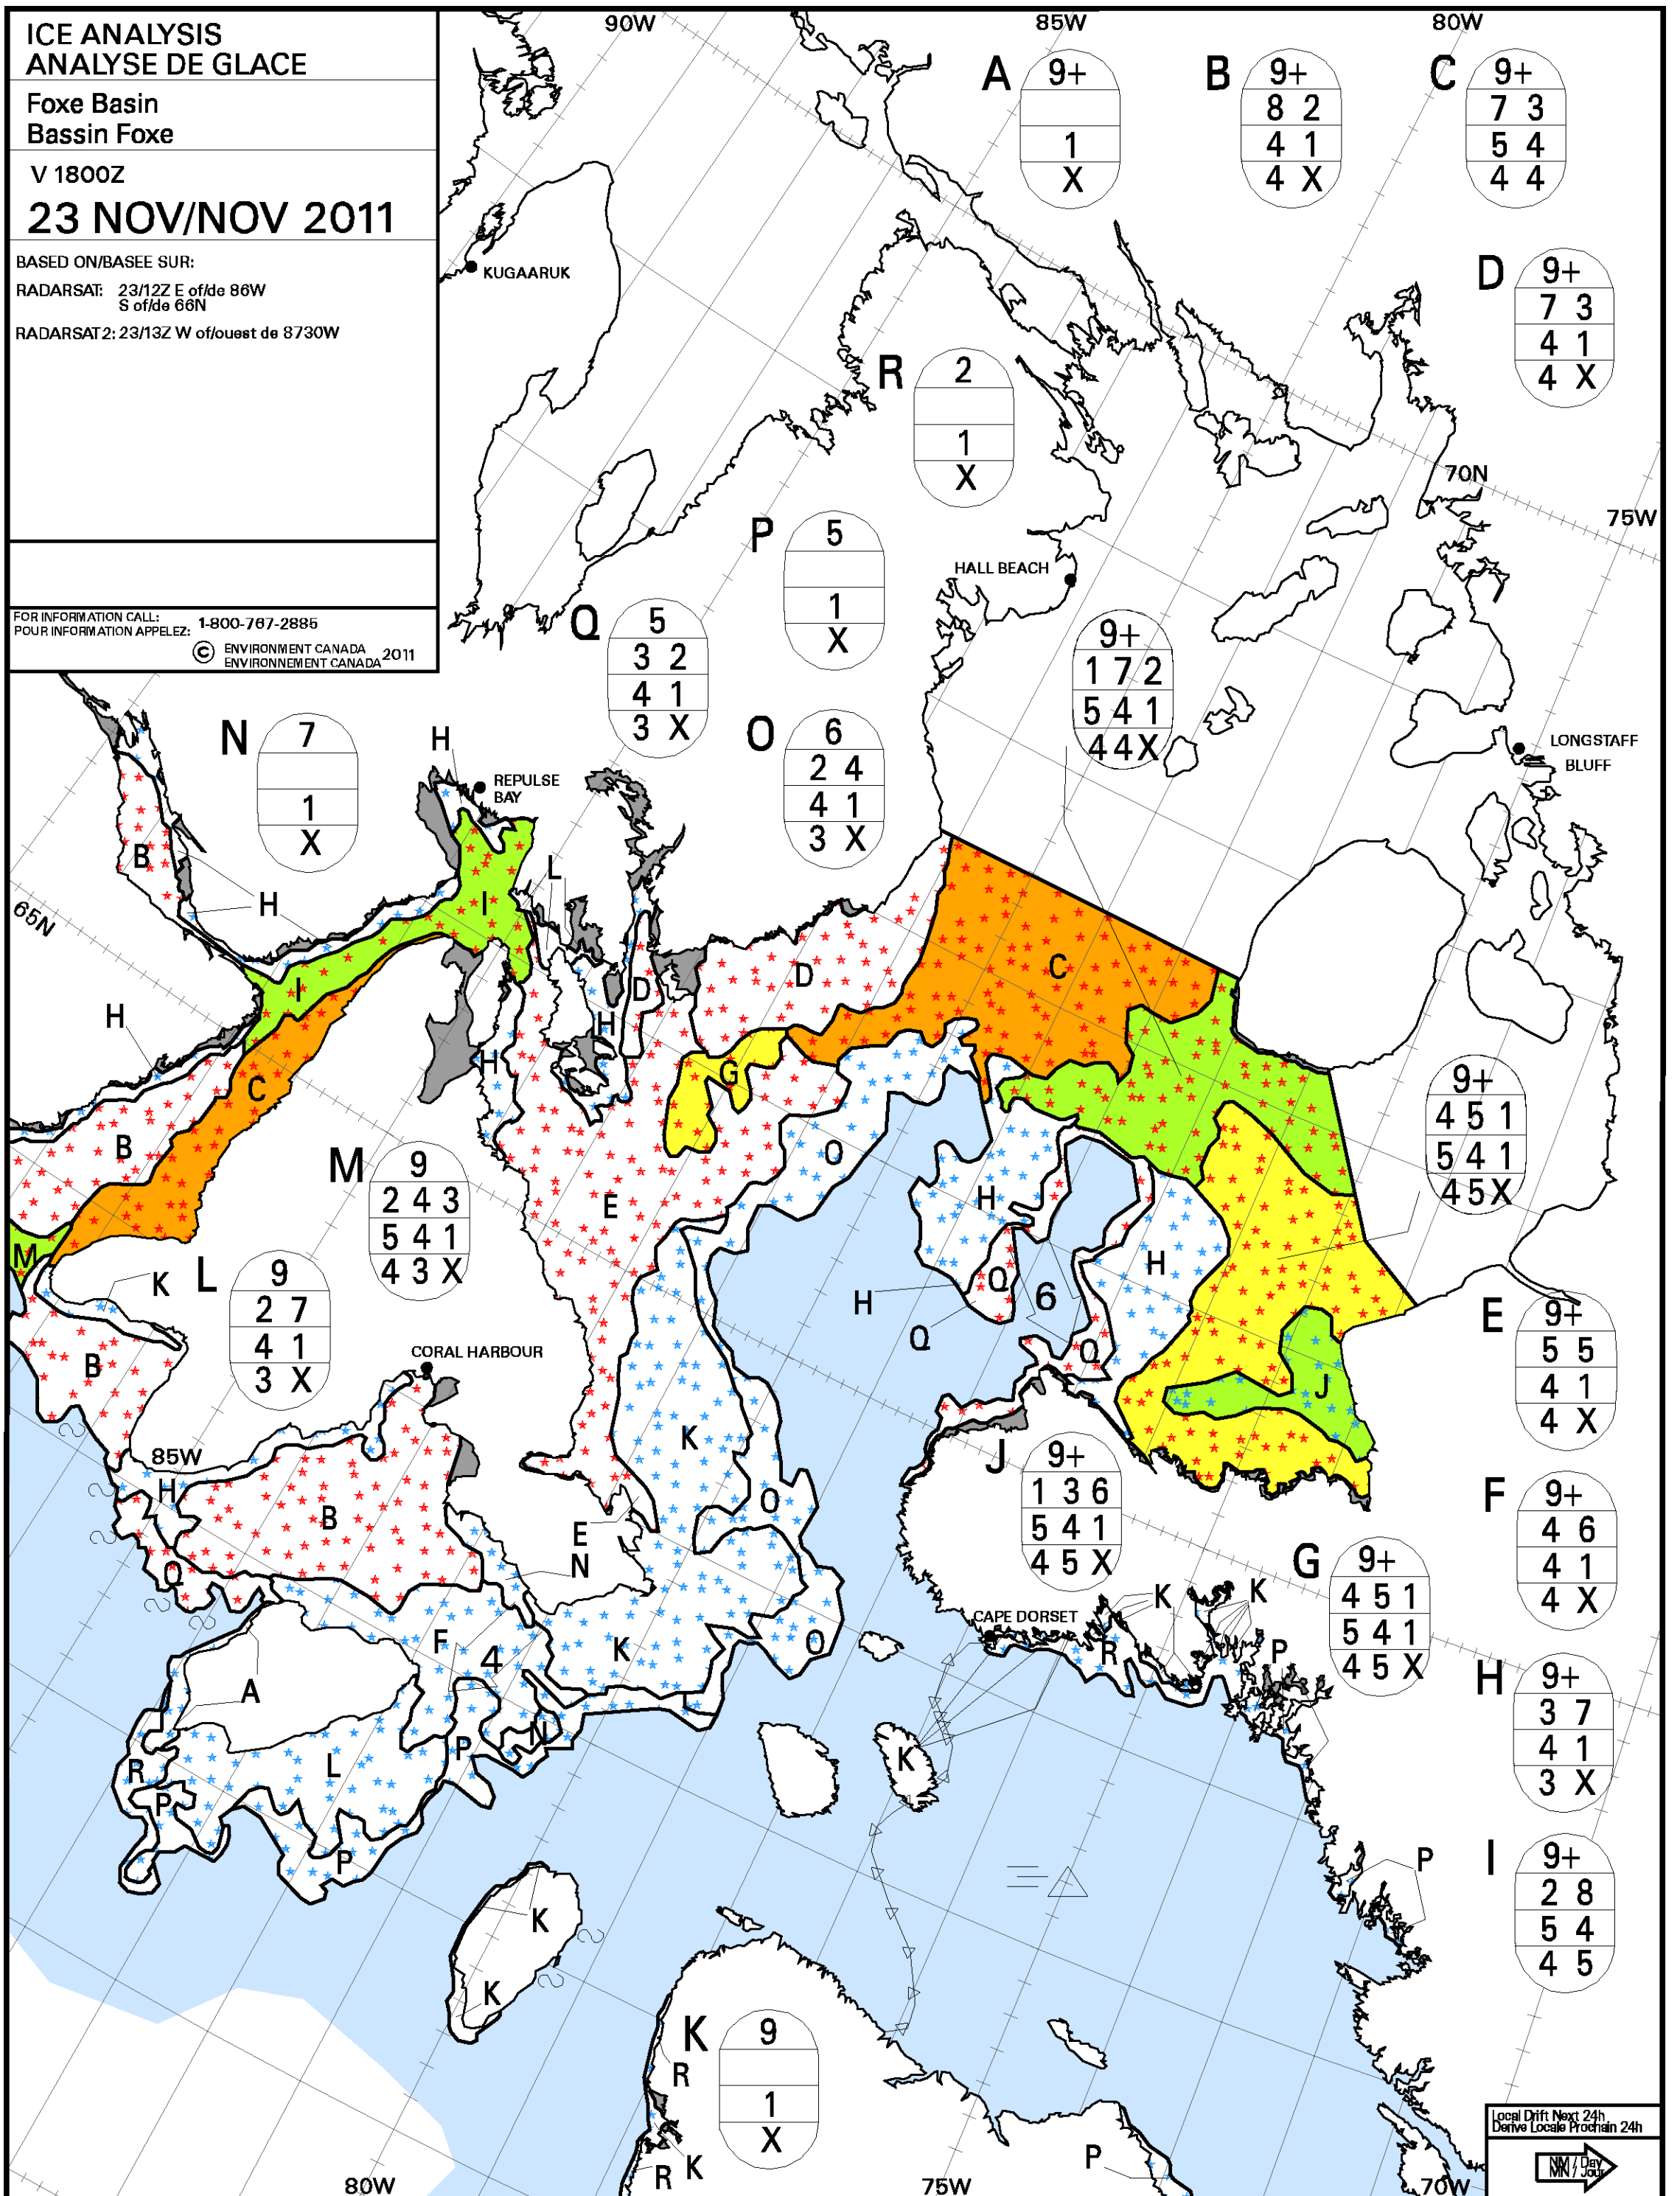 ICE ANALYSIS
ANALYSE DE GLACE
Foxe Basin
Bassin Foxe
V 1800Z
23 NOV/NOV 2011
BASED ON/BASEE SUR:
RADARSAT: 23/12Z E of/de 86W
S of/de 66N
RADARSAT2: 23/13Z W of/ouest de 8730W
FOR INFORMATION CALL:
POUR INFORMATION APPELEZ: 1-800-767-2885
© ENVIRONMENT CANADA
ENVIRONNEMENT CANADA 2011
90W
85W
80W
A
9+
1
X
B
9+
8 2
4 1
4 X
C
9+
7 3
5 4
4 4
D
9+
7 3
4 1
4 X
KUGAARUK
R
2
1
X
70N
75W
P
5
1
X
HALL BEACH
Q
5
3 2
4 1
3 X
9+
1 7 2
5 4 1
4 4 X
N
7
1
X
H
REPULSE
BAY
O
6
2 4
4 1
3 X
LONGSTAFF
BLUFF
B
L
H
65N
I
D
C
D
I
H
H
H
C
G
9+
4 5 1
5 4 1
4 5 X
B
M
9
2 4 3
5 4 1
4 3 X
O
E
H
H
M
K
L
9
2 7
4 1
3 X
Q
6
H
Q
E
9+
5 5
4 1
4 X
B
CORAL HARBOUR
Q
J
K
85W
J
9+
1 3 6
5 4 1
4 5 X
F
9+
4 6
4 1
4 X
H
B
O
E
N
G
9+
4 5 1
5 4 1
4 5 X
Q
K
K
CAPE DORSET
F
4
K
O
R
P
H
9+
3 7
4 1
3 X
A
N
P
K
R
L
P
P
P
I
9+
2 8
5 4
4 5
K
K
K
9
1
X
R
K
R
P
Local Drift Next 24h
Derive Locale Prochain 24h
NM / Day
MN / Jour
80W
75W
70W